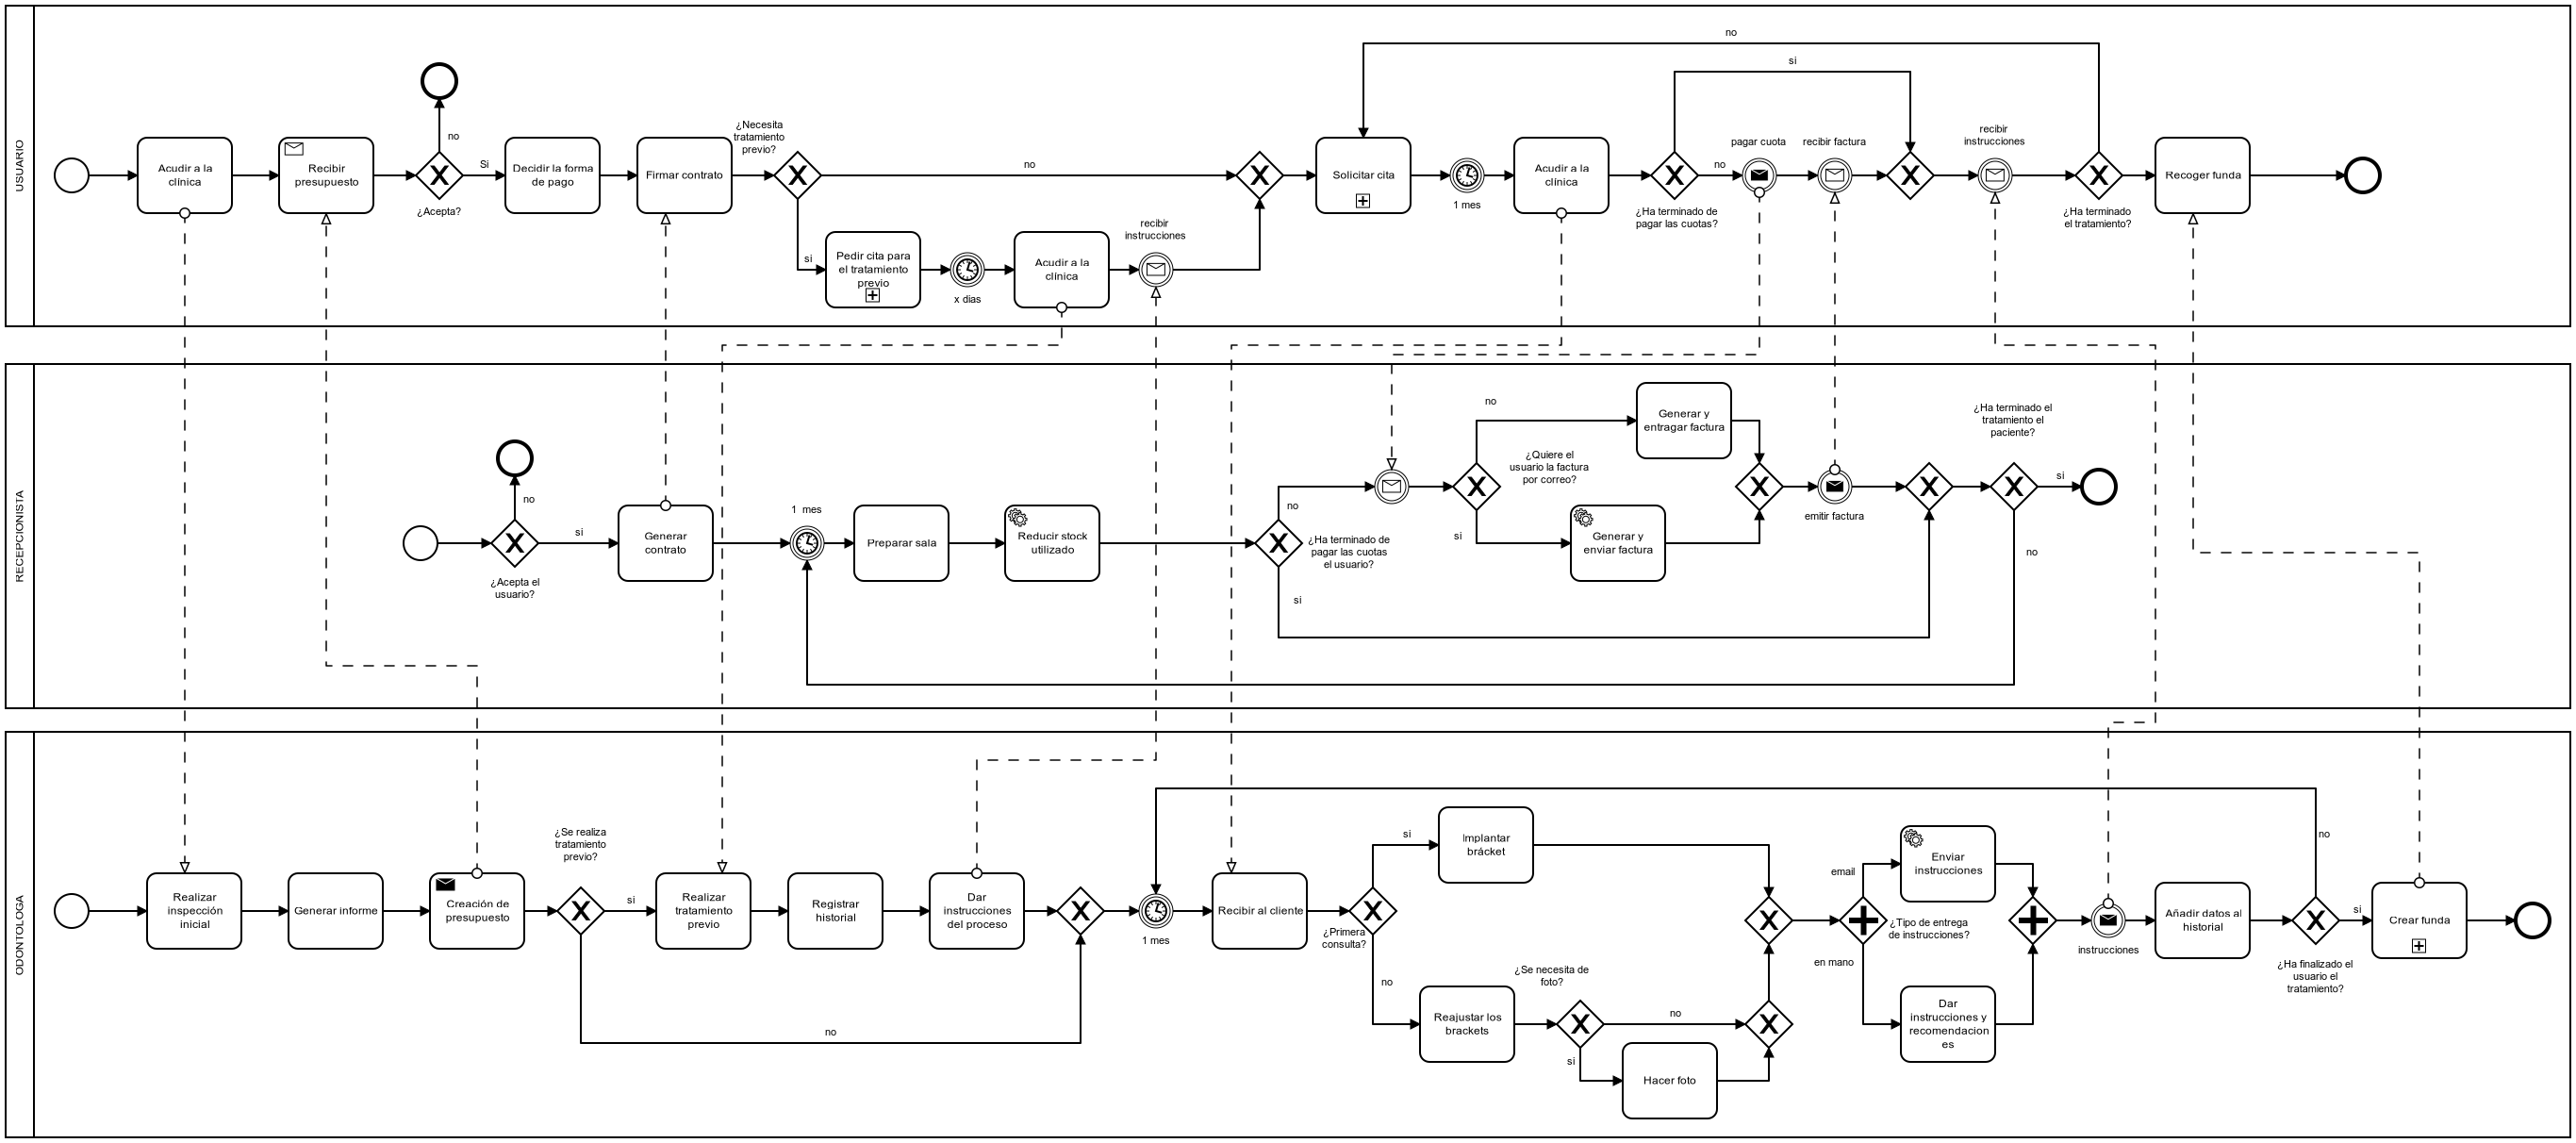 USUARIO
no
si
no
Acudir a la
clínica
Recibir
presupuesto
¿Acepta?
Si
Decidir la forma
de pago
Firmar contrato
¿Necesita
tratamiento
previo?
no
si
Pedir cita para
el tratamiento
previo
x dias
Acudir a la
clínica
recibir
instrucciones
Solicitar cita
1 mes
Acudir a la
clínica
¿Ha terminado de
pagar las cuotas?
no
pagar cuota
recibir factura
recibir
instrucciones
¿Ha terminado
el tratamiento?
Recoger funda
RECEPCIONISTA
no
¿Acepta el
usuario?
si
Generar
contrato
1 mes
Preparar sala
Reducir stock
utilizado
no
¿Ha terminado de
pagar las cuotas
el usuario?
si
no
¿Quiere el
usuario la factura
por correo?
si
Generar y
entragar factura
Generar y
enviar factura
emitir factura
¿Ha terminado el
tratamiento el
paciente?
si
no
ODONTOLOGA
Realizar
inspección
inicial
Generar informe
Creación de
presupuesto
¿Se realiza
tratamiento
previo?
si
no
Realizar
tratamiento
previo
Registrar
historial
Dar
instrucciones
del proceso
1 mes
Recibir al cliente
¿Primera
consulta?
si
no
Implantar
brácket
Reajustar los
brackets
¿Se necesita de
foto?
no
si
Hacer foto
email
¿Tipo de entrega
de instrucciones?
en mano
Enviar
instrucciones
Dar
instrucciones y
recomendacion
es
instrucciones
Añadir datos al
historial
no
¿Ha finalizado el
usuario el
tratamiento?
si
Crear funda